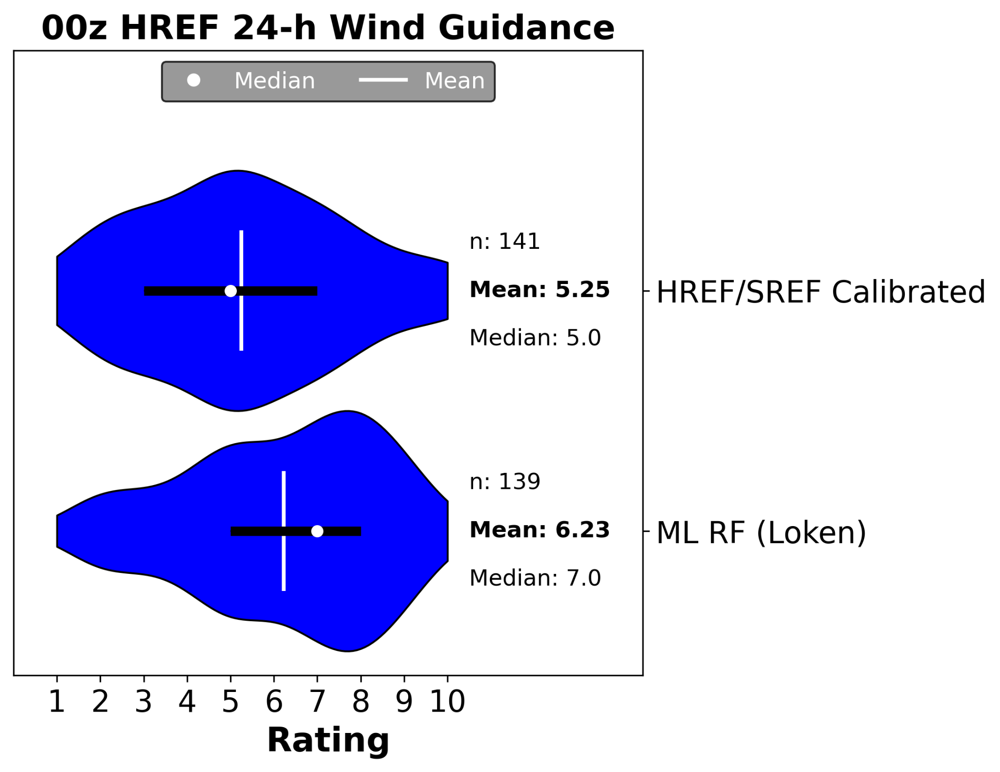 00z HREF 24-h Wind Guidance
Median Mean
n: 141
Mean: 5.25
Median: 5.0
HREF/SREF Calibrated
n: 139
Mean: 6.23
Median: 7.0
ML RF (Loken)
1 2 3 4 5 6 7 8 9 10
Rating